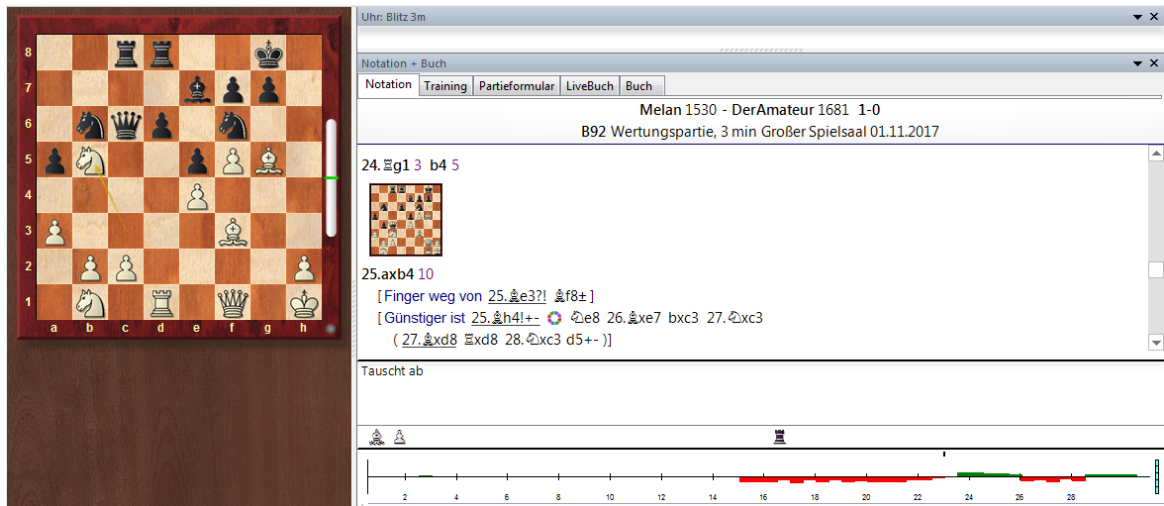 Uhr: Blitz 3m
Notation + Buch
Notation Training Partieformular LiveBuch Buch
Melan 1530 - DerAmateur 1681 1-0
B92 Wertungspartie, 3 min Großer Spielsaal 01.11.2017
24.♖g1 3 b4 5
25.axb4 10
[Finger weg von 25.♗e3?! ♗f8±]
[Günstiger ist 25.♗h4!+- ♘e8 26.♗xe7 bxc3 27.♘xc3
( 27.♗xd8 ♖xd8 28.♘xc3 d5+- )]
Tauscht ab
8
7
6
5
4
3
2
1
a b c d e f g h
2 4 6 8 10 12 14 16 18 20 22 24 26 28